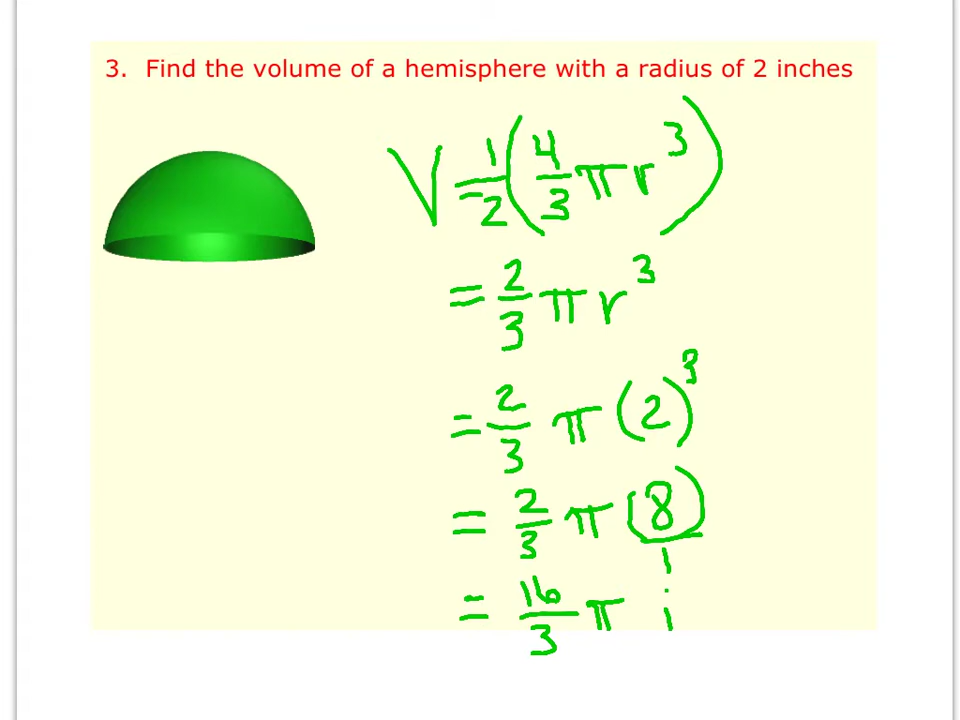 3. Find the volume of a hemisphere with a radius of 2 inches
V = 1/2 (4/3 π r³)
= 2/3 π r³
= 2/3 π (2)³
= 2/3 π (8)/1
= 16/3 π i